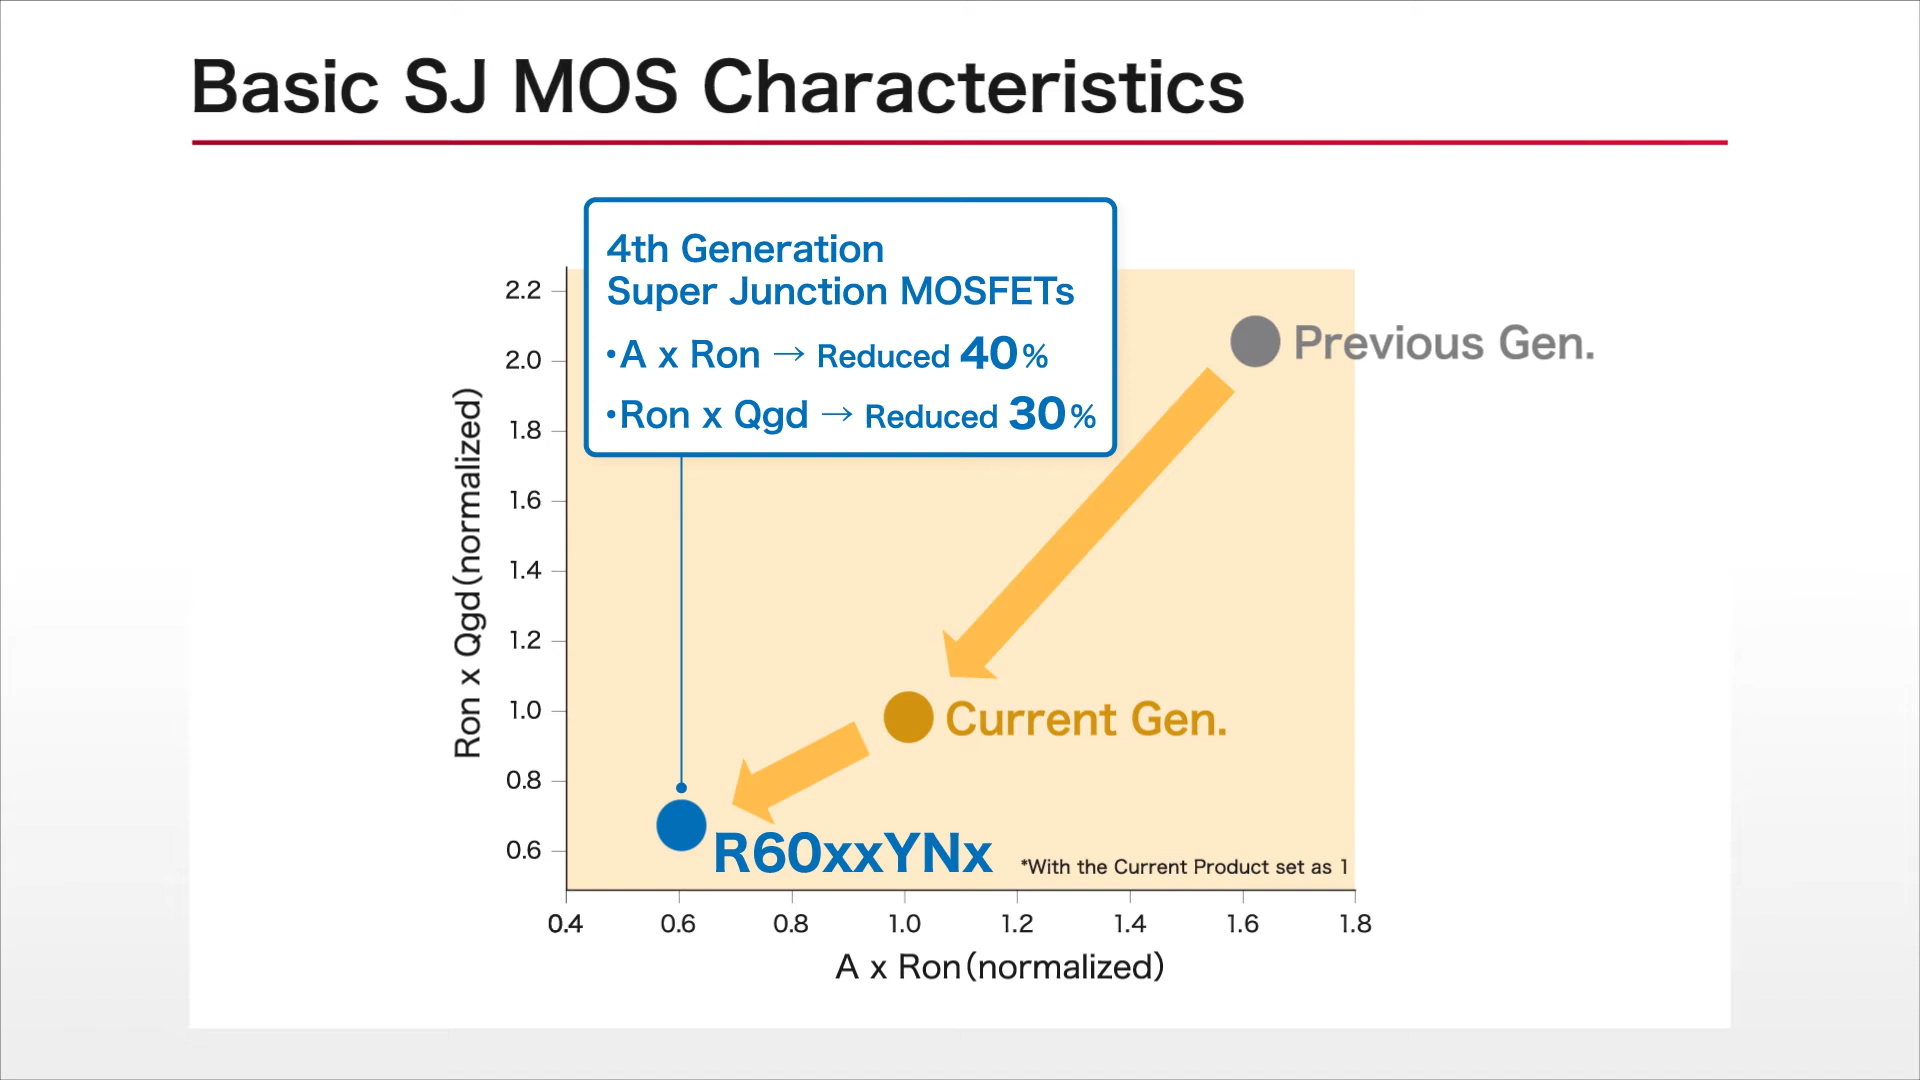 Basic SJ MOS Characteristics
4th Generation
Super Junction MOSFETs
•A x Ron → Reduced 40%
•Ron x Qgd → Reduced 30%
Ron x Qgd(normalized)
2.2
2.0
1.8
1.6
1.4
1.2
1.0
0.8
0.6
Previous Gen.
Current Gen.
R60xxYNx
*With the Current Product set as 1
0.4 0.6 0.8 1.0 1.2 1.4 1.6 1.8
A x Ron(normalized)